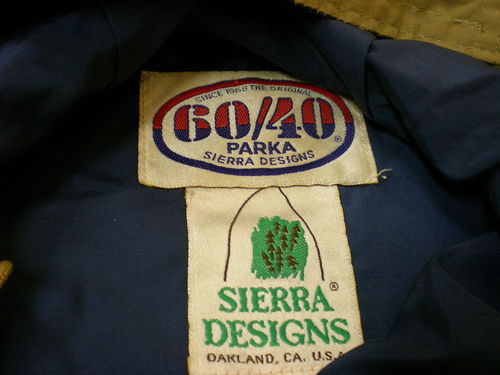 SINCE 1968 THE ORIGINAL
60/40
®
PARKA
SIERRA DESIGNS
SIERRA ®
DESIGNS
OAKLAND, CA. U.S.A